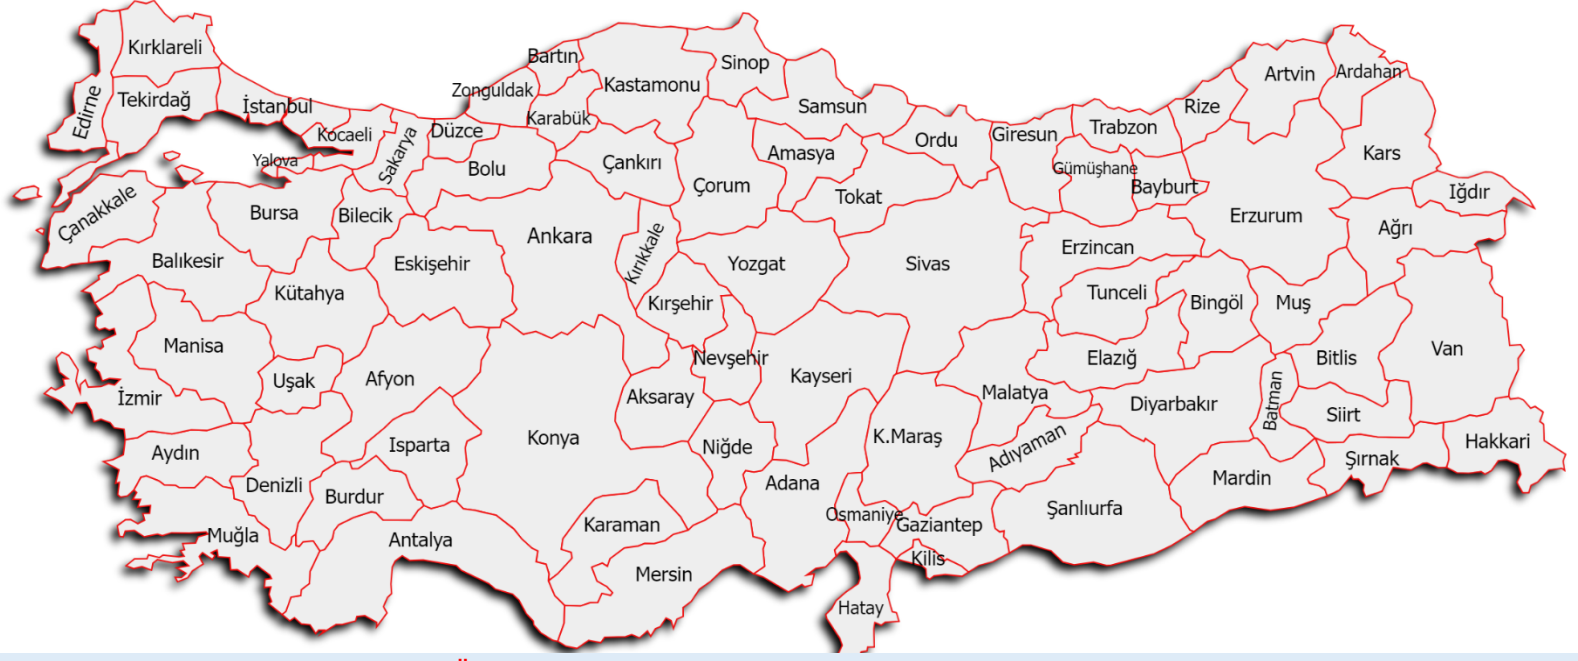 Kırklareli
Edirne
Tekirdağ
İstanbul
Kocaeli
Yalova
Sakarya
Düzce
Zonguldak
Bartın
Karabük
Kastamonu
Sinop
Bolu
Çankırı
Samsun
Amasya
Çorum
Tokat
Ordu
Giresun
Trabzon
Gümüşhane
Bayburt
Rize
Artvin
Ardahan
Kars
Iğdır
Ağrı
Erzurum
Erzincan
Çanakkale
Balıkesir
Bursa
Bilecik
Kütahya
Eskişehir
Ankara
Kırıkkale
Kırşehir
Yozgat
Sivas
Tunceli
Bingöl
Muş
Elazığ
Bitlis
Van
Manisa
İzmir
Uşak
Afyon
Konya
Aksaray
Nevşehir
Kayseri
Malatya
Diyarbakır
Batman
Siirt
Şırnak
Hakkari
Aydın
Denizli
Isparta
Burdur
Muğla
Antalya
Karaman
Mersin
Niğde
Adana
K.Maraş
Osmaniye
Adıyaman
Gaziantep
Kilis
Hatay
Şanlıurfa
Mardin